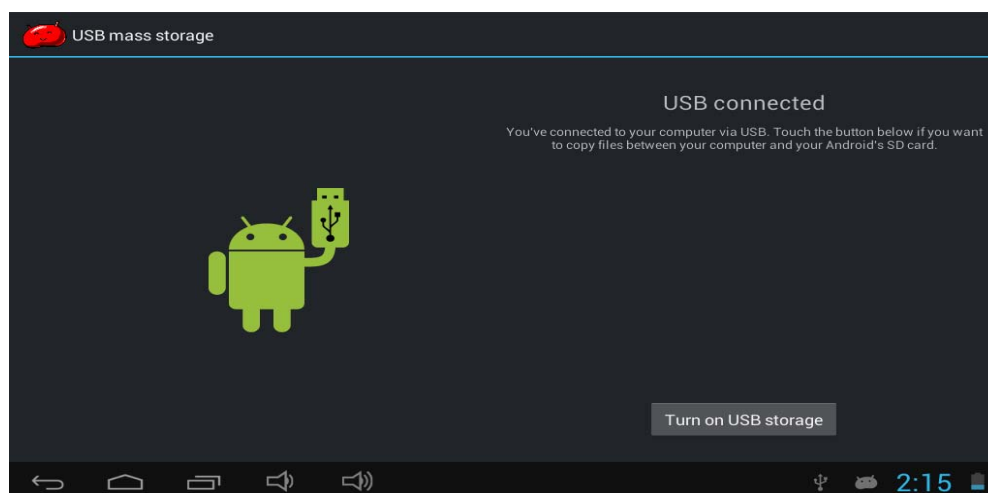 USB mass storage
USB connected
You've connected to your computer via USB. Touch the button below if you want
to copy files between your computer and your Android's SD card.
Turn on USB storage
2:15